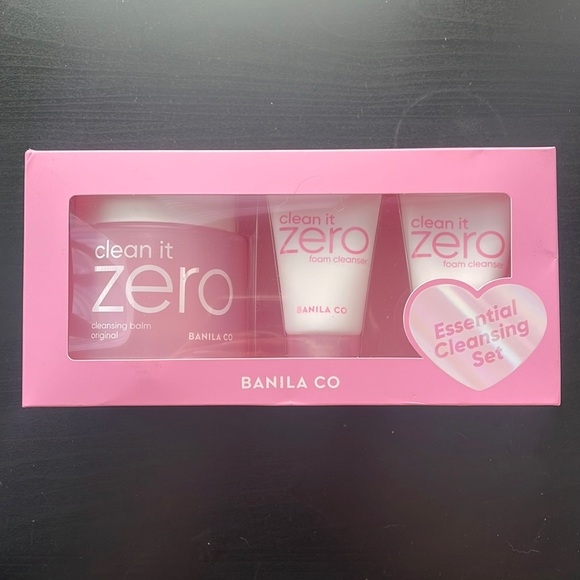 clean it
zero
cleansing balm
original
BANILA CO
clean it
zero
foam cleanser
BANILA CO
clean it
zero
foam cleanser
Essential
Cleansing
Set
BANILA CO